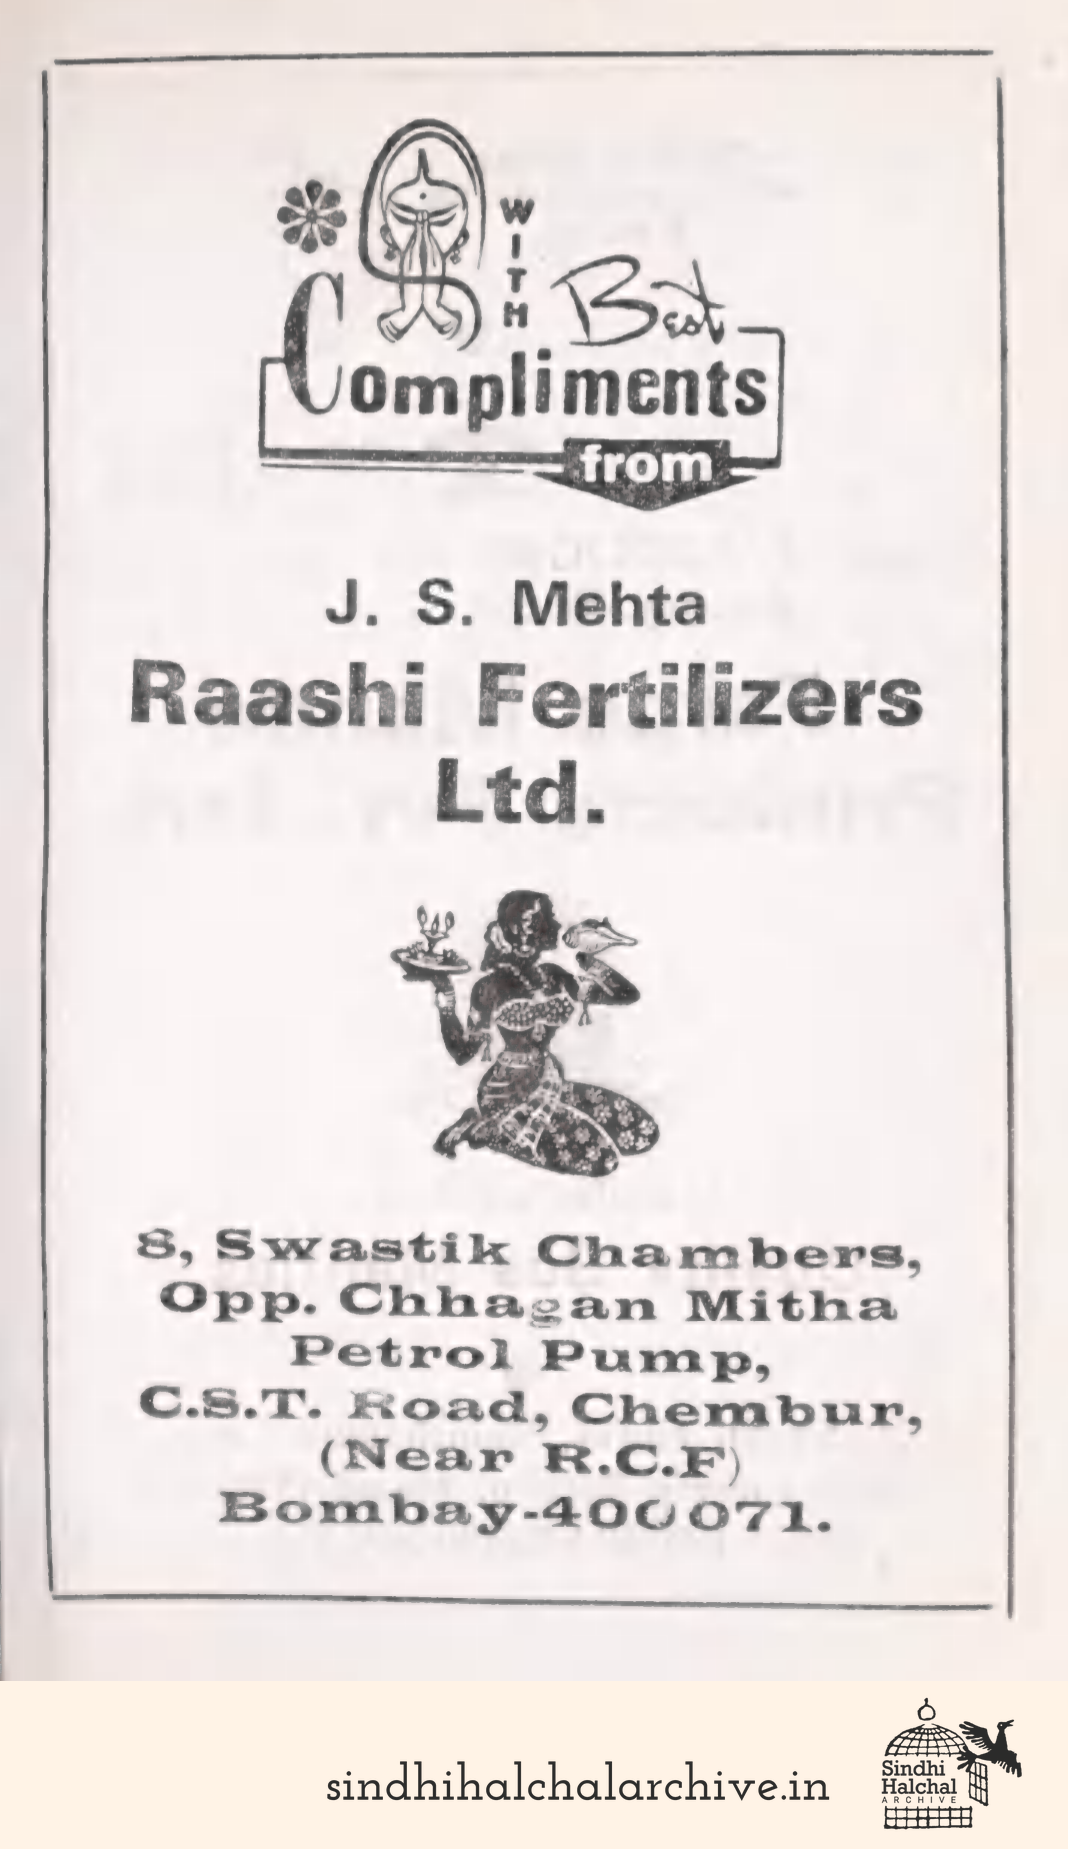 WITH Best
Compliments
from
J. S. Mehta
Raashi Fertilizers
Ltd.
8, Swastik Chambers,
Opp. Chhagan Mitha
Petrol Pump,
C.S.T. Road, Chembur,
(Near R.C.F)
Bombay-400071.
sindhihalchalarchive.in
Sindhi
Halchal
ARCHIVE